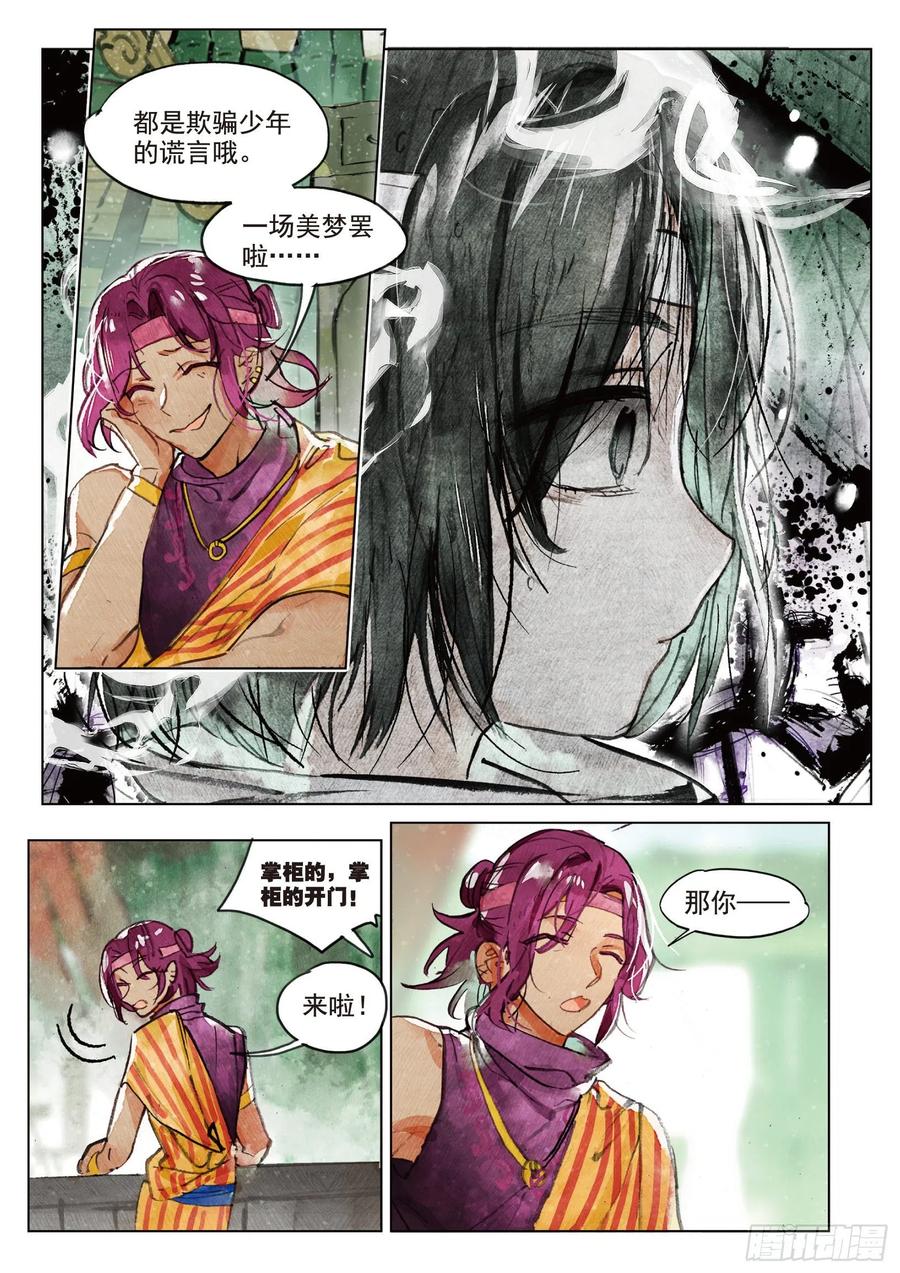 都是欺骗少年
的谎言哦。
一场美梦罢
啦……
掌柜的，掌
柜的开门！
来啦！
那你——
腾讯动漫